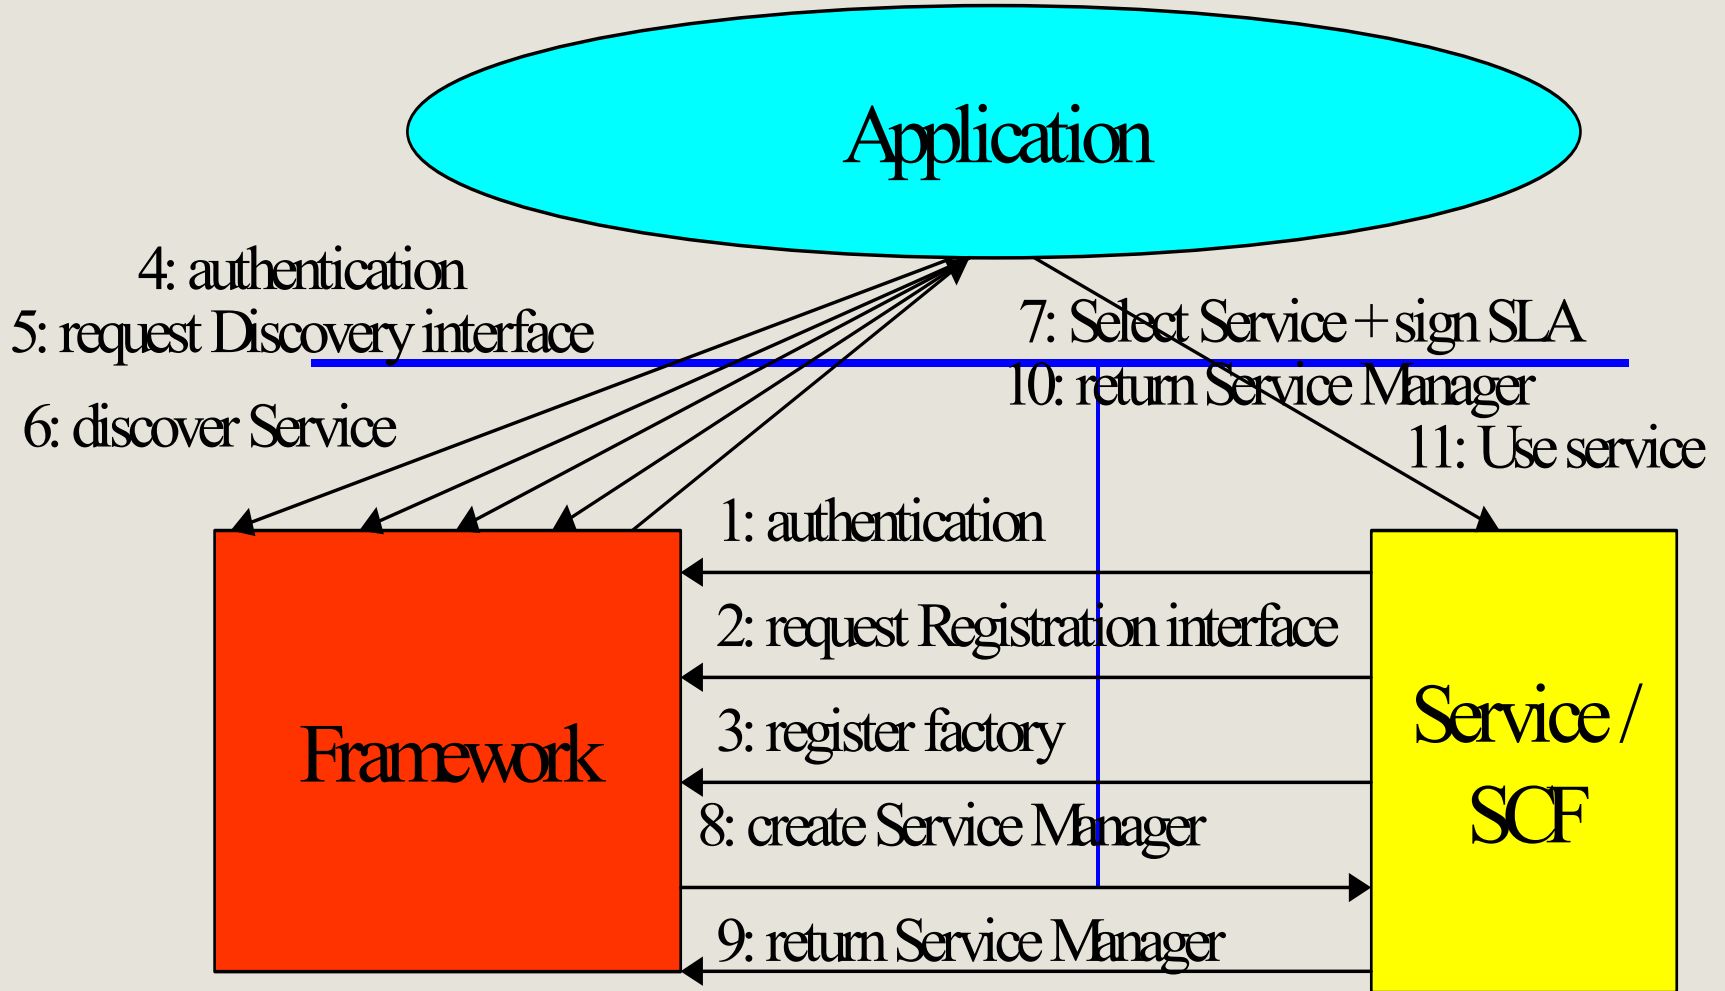 Application
4: authentication
5: request Discovery interface
7: Select Service + sign SLA
10: return Service Manager
6: discover Service
11: Use service
1: authentication
2: request Registration interface
3: register factory
8: create Service Manager
9: return Service Manager
Framework
Service /
SCF